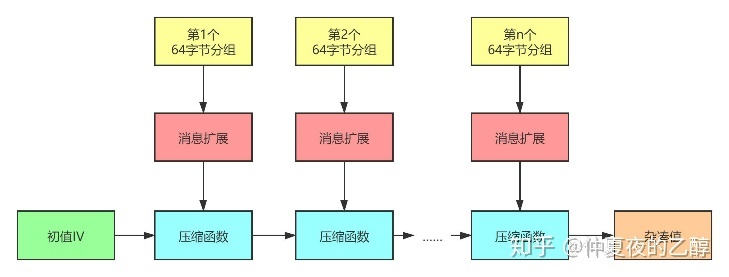 第1个
64字节分组
第2个
64字节分组
第n个
64字节分组
消息扩展
消息扩展
消息扩展
初值IV
压缩函数
压缩函数
......
压缩函数
杂凑值
知乎 @仲夏夜的乙醇